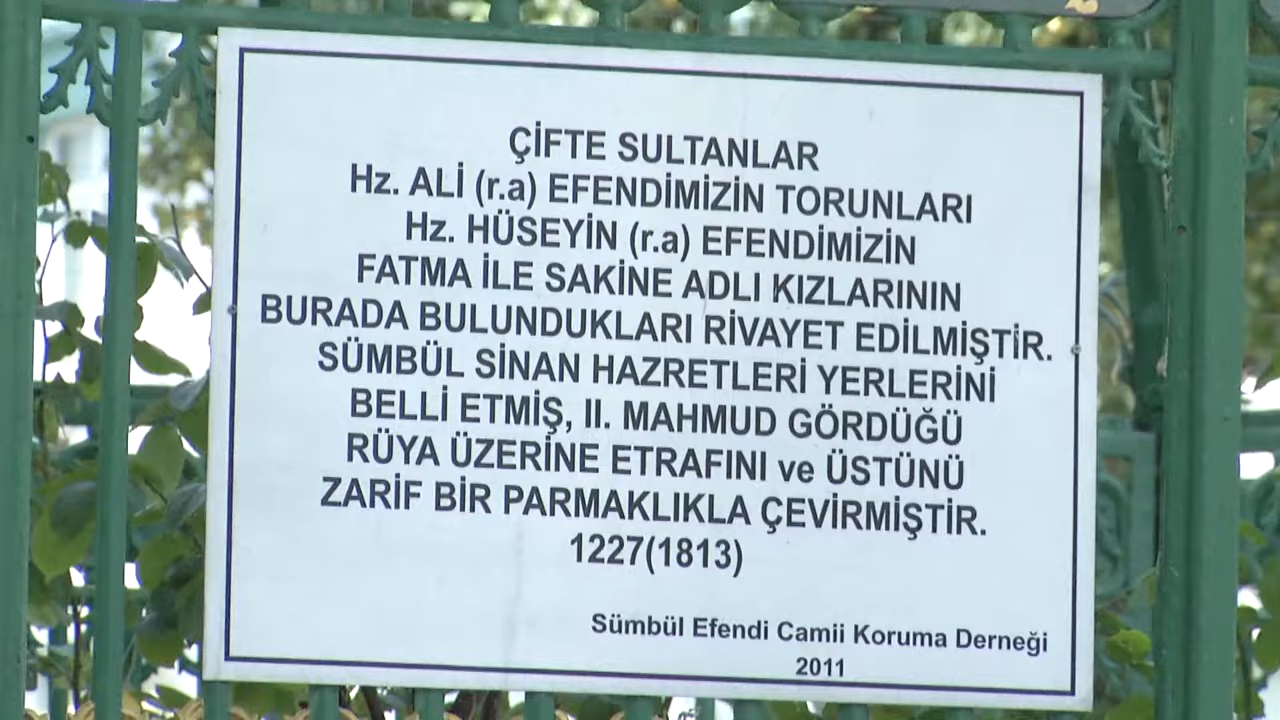 ÇİFTE SULTANLAR
Hz. ALİ (r.a) EFENDİMİZİN TORUNLARI
Hz. HÜSEYİN (r.a) EFENDİMİZİN
FATMA İLE SAKİNE ADLI KIZLARININ
BURADA BULUNDUKLARI RİVAYET EDİLMİŞTİR.
SÜMBÜL SİNAN HAZRETLERİ YERLERİNİ
BELLİ ETMİŞ, II. MAHMUD GÖRDÜĞÜ
RÜYA ÜZERİNE ETRAFINI ve ÜSTÜNÜ
ZARİF BİR PARMAKLIKLA ÇEVİRMİŞTİR.
1227(1813)
Sümbül Efendi Camii Koruma Derneği
2011